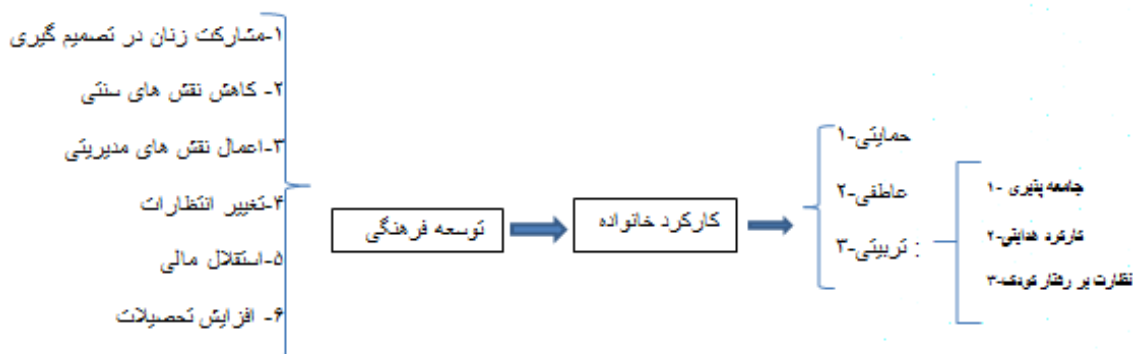 ۱-مشارکت زنان در تصمیم گیری
۲- کاهش نقش های سنتی
۳-اعمال نقش های مدیریتی
۴-تغییر انتظارات
۵-استقلال مالی
۶- افزایش تحصیلات
توسعه فرهنگی
کارکرد خانواده
حمایتی-۱
عاطفی-۲
تربیتی-۳ :
جامعه پذیری -۱
کارکرد هدایتی-۲
نظارت بر رفتار کودک-۳